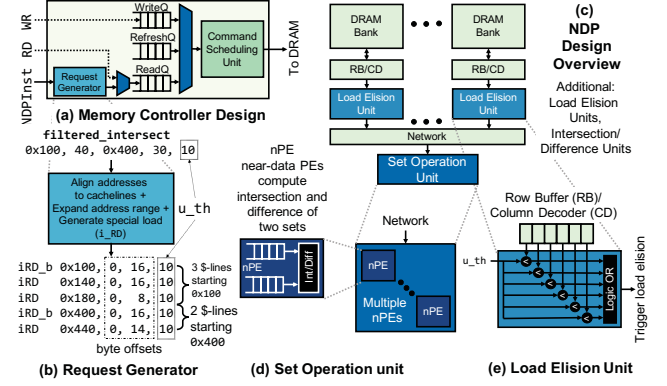 WriteQ
RefreshQ
ReadQ
Command
Scheduling
Unit
Request
Generator
NDPInst RD WR
To DRAM
(a) Memory Controller Design
filtered_intersect
0x100, 40, 0x400, 30, 10
Align addresses
to cachelines +
Expand address range +
Generate special load
(i_RD)
u_th
iRD_b 0x100, 0, 16, 10
iRD 0x140, 0, 16, 10
iRD 0x180, 0, 8, 10
iRD_b 0x400, 0, 16, 10
iRD 0x440, 0, 14, 10
3 $-lines
starting
0x100
2 $-lines
starting
0x400
byte offsets
(b) Request Generator
DRAM
Bank
DRAM
Bank
RB/CD
RB/CD
Load Elision
Unit
Load Elision
Unit
Network
Set Operation
Unit
(c)
NDP
Design
Overview
Additional:
Load Elision
Units,
Intersection/
Difference Units
nPE
near-data PEs
compute
intersection and
difference of
two sets
Network
nPE
Int/Diff
nPE
Multiple
nPEs
nPE
(d) Set Operation unit
Row Buffer (RB)/
Column Decoder (CD)
u_th
<
<
<
<
<
<
Logic OR
Trigger load elision
(e) Load Elision Unit